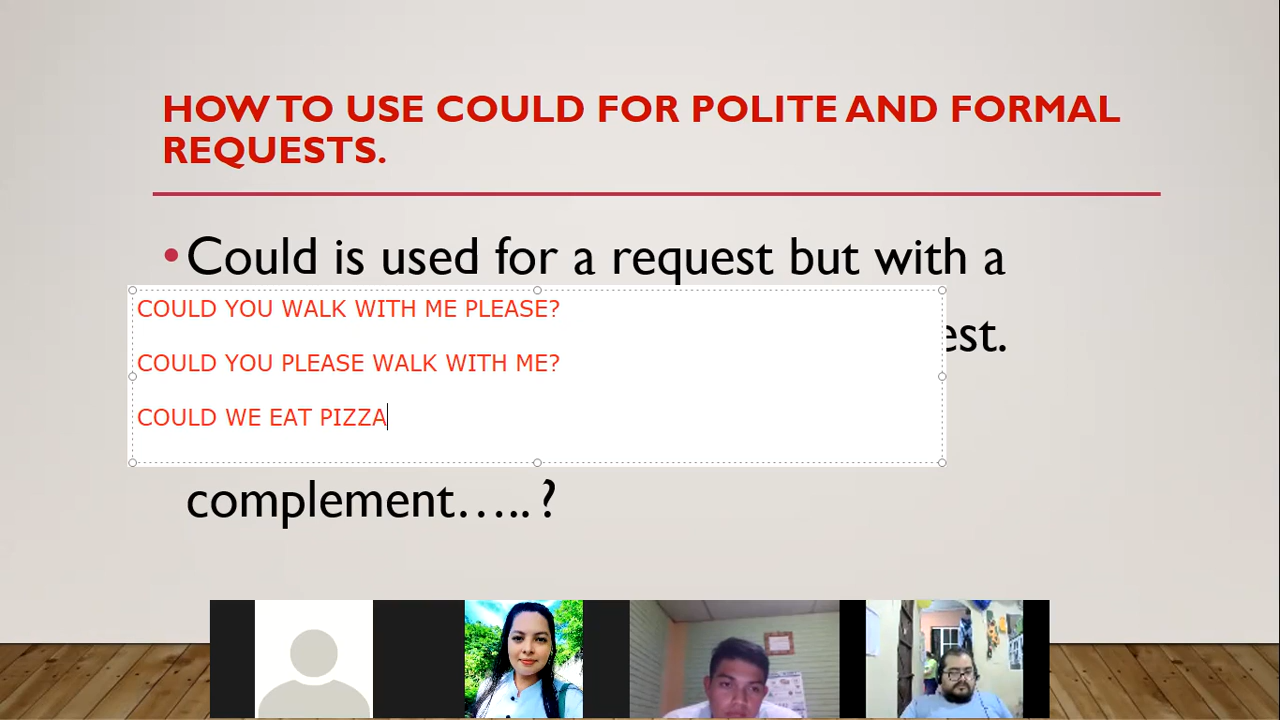 HOW TO USE COULD FOR POLITE AND FORMAL
REQUESTS.
•Could is used for a request but with a
COULD YOU WALK WITH ME PLEASE?
est.
COULD YOU PLEASE WALK WITH ME?
COULD WE EAT PIZZA
complement…..?